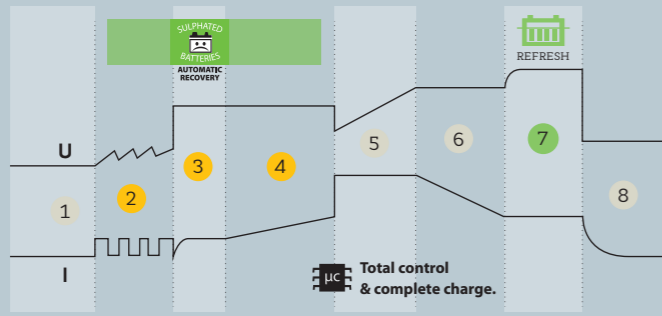 SULPHATED
BATTERIES
AUTOMATIC
RECOVERY
REFRESH
U
I
1
2
3
4
5
6
7
8
µc
Total control
& complete charge.